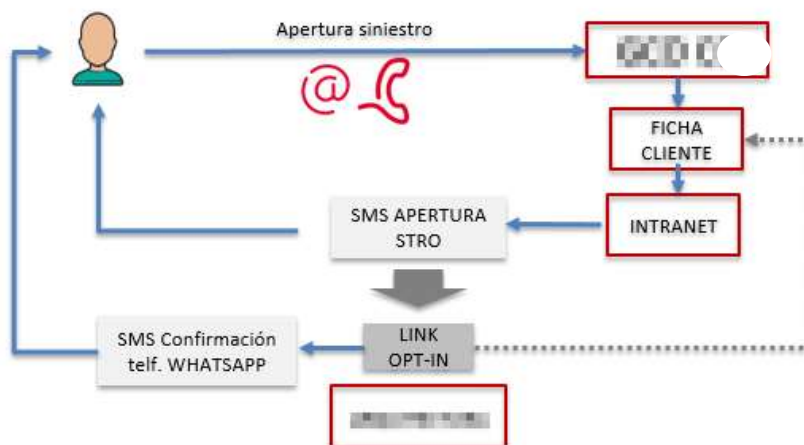 Apertura siniestro
@
FICHA
CLIENTE
SMS APERTURA
STRO
INTRANET
SMS Confirmación
telf. WHATSAPP
LINK
OPT-IN